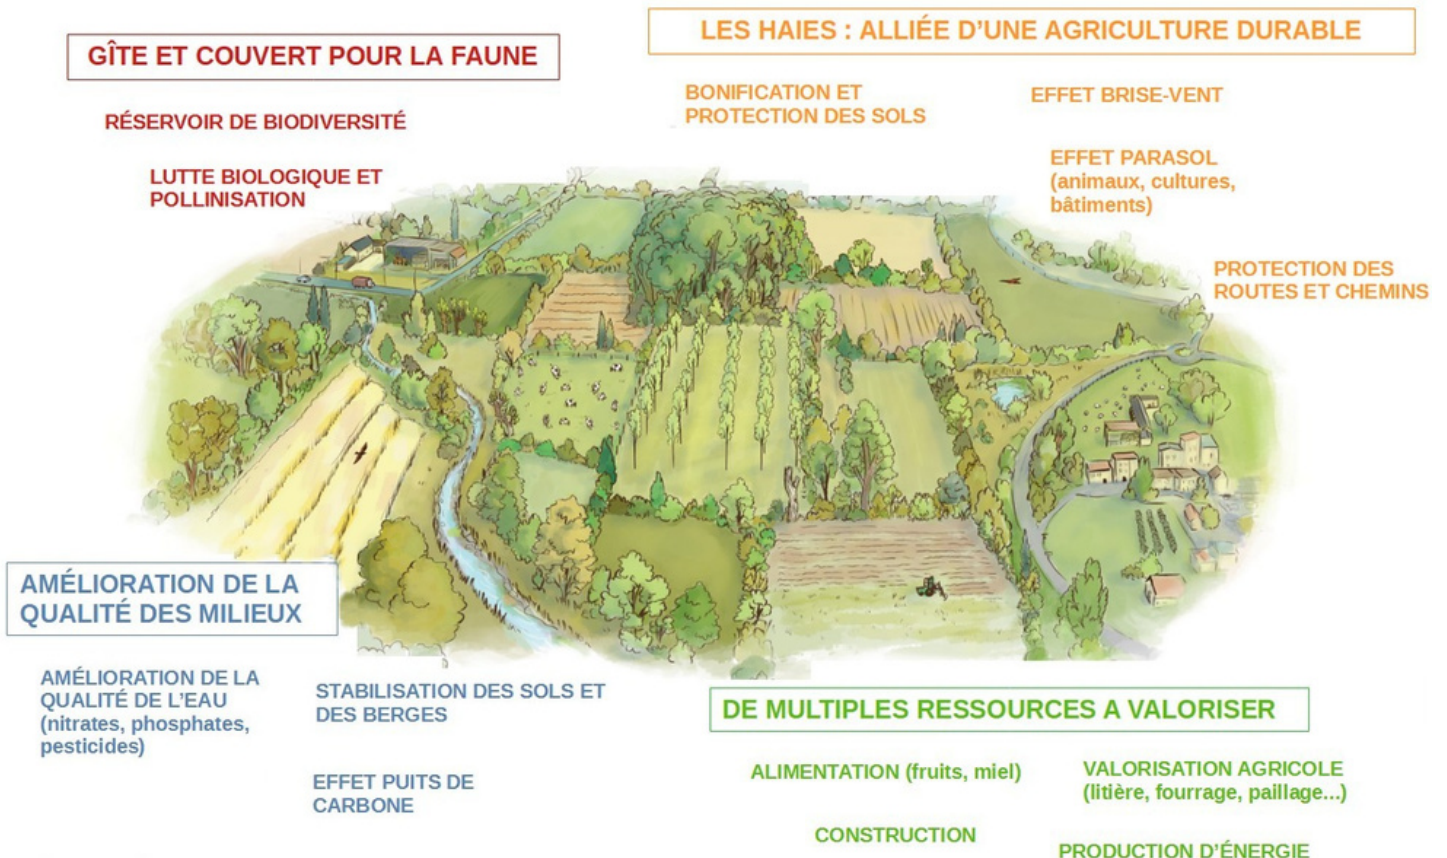 GÎTE ET COUVERT POUR LA FAUNE
RÉSERVOIR DE BIODIVERSITÉ
LUTTE BIOLOGIQUE ET
POLLINISATION
LES HAIES : ALLIÉE D'UNE AGRICULTURE DURABLE
BONIFICATION ET
PROTECTION DES SOLS
EFFET BRISE-VENT
EFFET PARASOL
(animaux, cultures,
bâtiments)
PROTECTION DES
ROUTES ET CHEMINS
AMÉLIORATION DE LA
QUALITÉ DES MILIEUX
AMÉLIORATION DE LA
QUALITÉ DE L'EAU
(nitrates, phosphates,
pesticides)
STABILISATION DES SOLS ET
DES BERGES
EFFET PUITS DE
CARBONE
DE MULTIPLES RESSOURCES A VALORISER
ALIMENTATION (fruits, miel)
VALORISATION AGRICOLE
(litière, fourrage, paillage...)
CONSTRUCTION
PRODUCTION D'ÉNERGIE